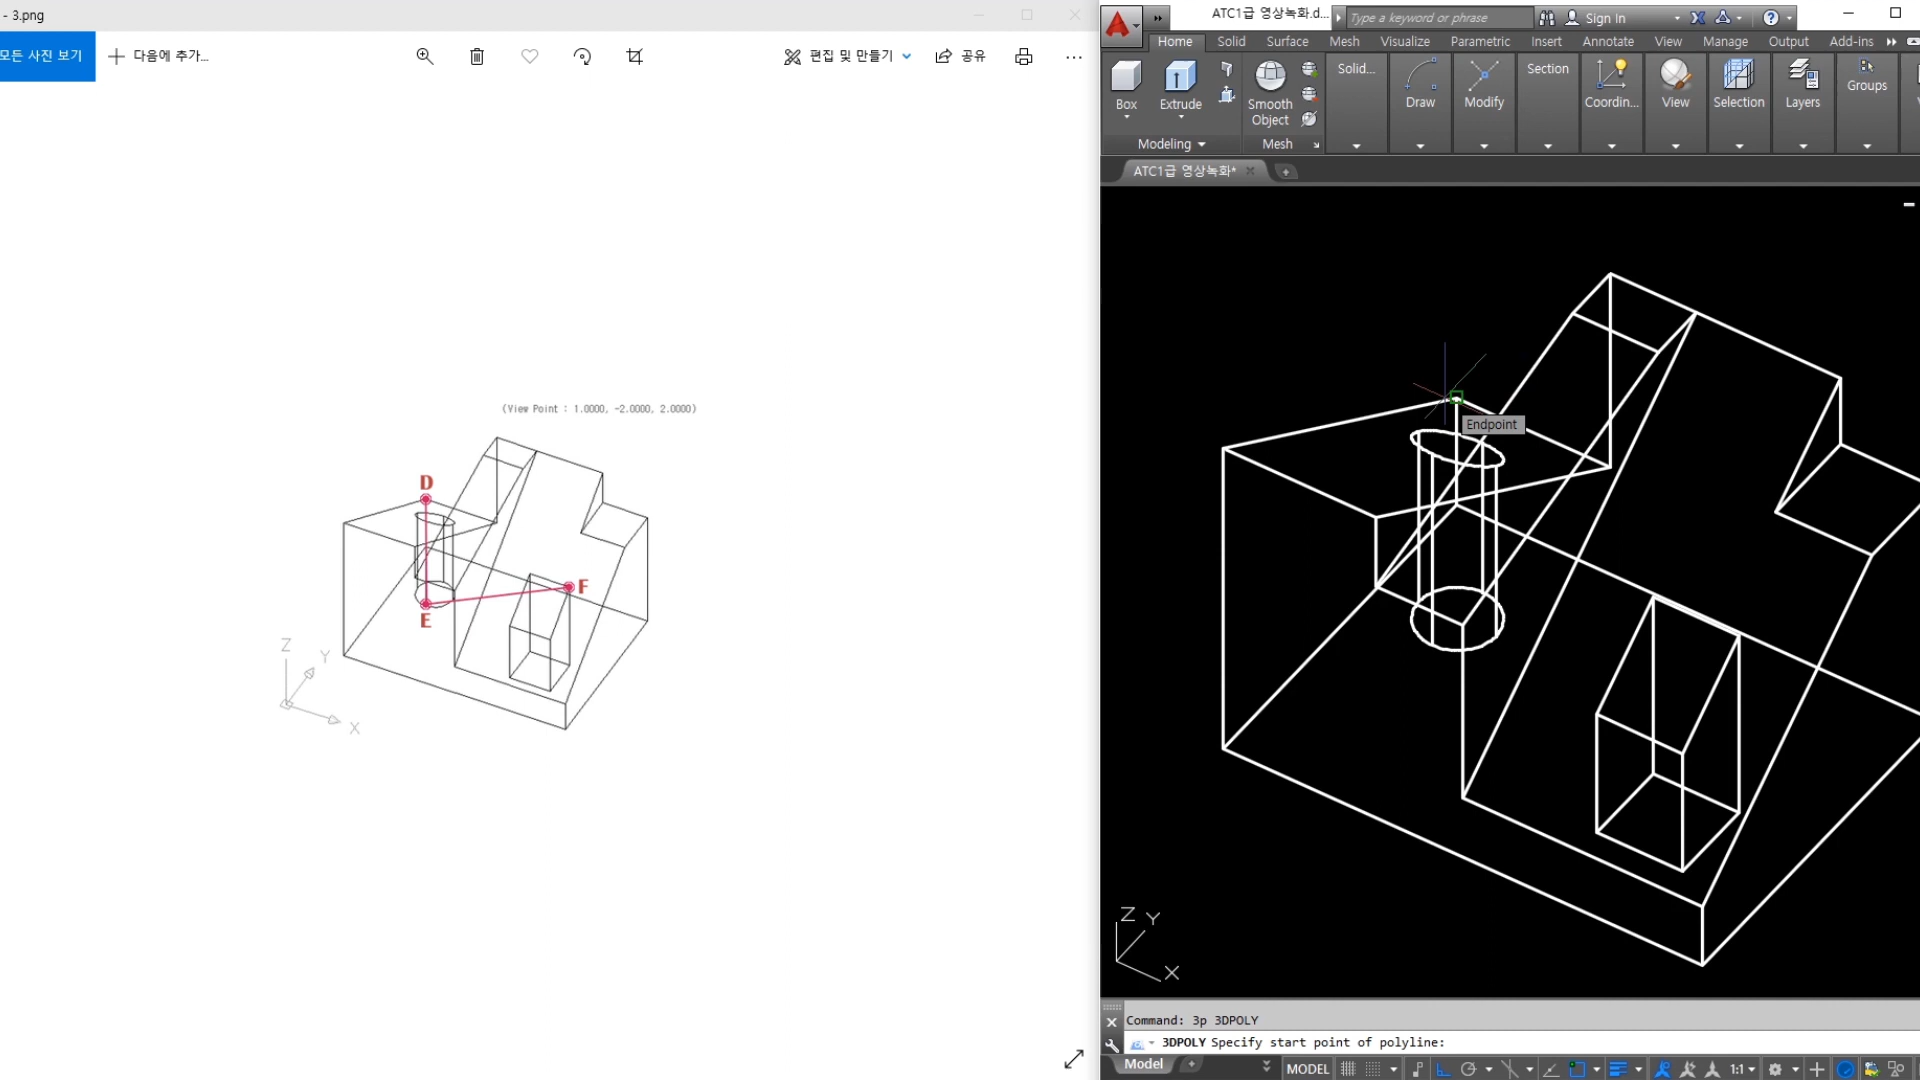 - 3.png
모든 사진 보기
다음에 추가...
편집 및 만들기
공유
(View Point : 1.0000, -2.0000, 2.0000)
D
F
E
Z
Y
X
ATC1급 영상녹화.d...
Type a keyword or phrase
Sign In
Home
Solid
Surface
Mesh
Visualize
Parametric
Insert
Annotate
View
Manage
Output
Add-ins
Box
Extrude
Smooth
Object
Solid...
Draw
Modify
Section
Coordin...
View
Selection
Layers
Groups
Modeling
Mesh
ATC1급 영상녹화*
Endpoint
Z
Y
X
Command: 3p 3DPOLY
3DPOLY Specify start point of polyline:
Model
MODEL
1:1